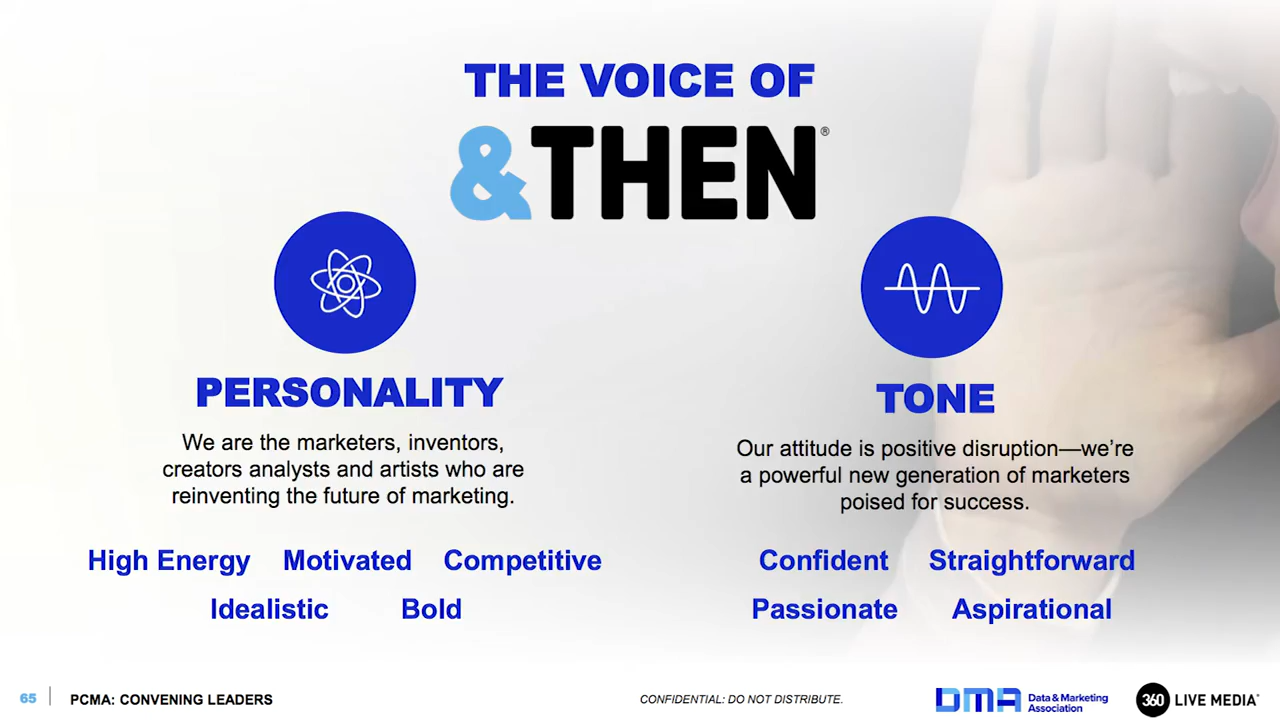 THE VOICE OF
&THEN®
PERSONALITY
We are the marketers, inventors,
creators analysts and artists who are
reinventing the future of marketing.
High Energy Motivated Competitive
Idealistic Bold
TONE
Our attitude is positive disruption—we’re
a powerful new generation of marketers
poised for success.
Confident Straightforward
Passionate Aspirational
65 PCMA: CONVENING LEADERS
CONFIDENTIAL: DO NOT DISTRIBUTE.
DMA
Data & Marketing
Association
360 LIVE MEDIA